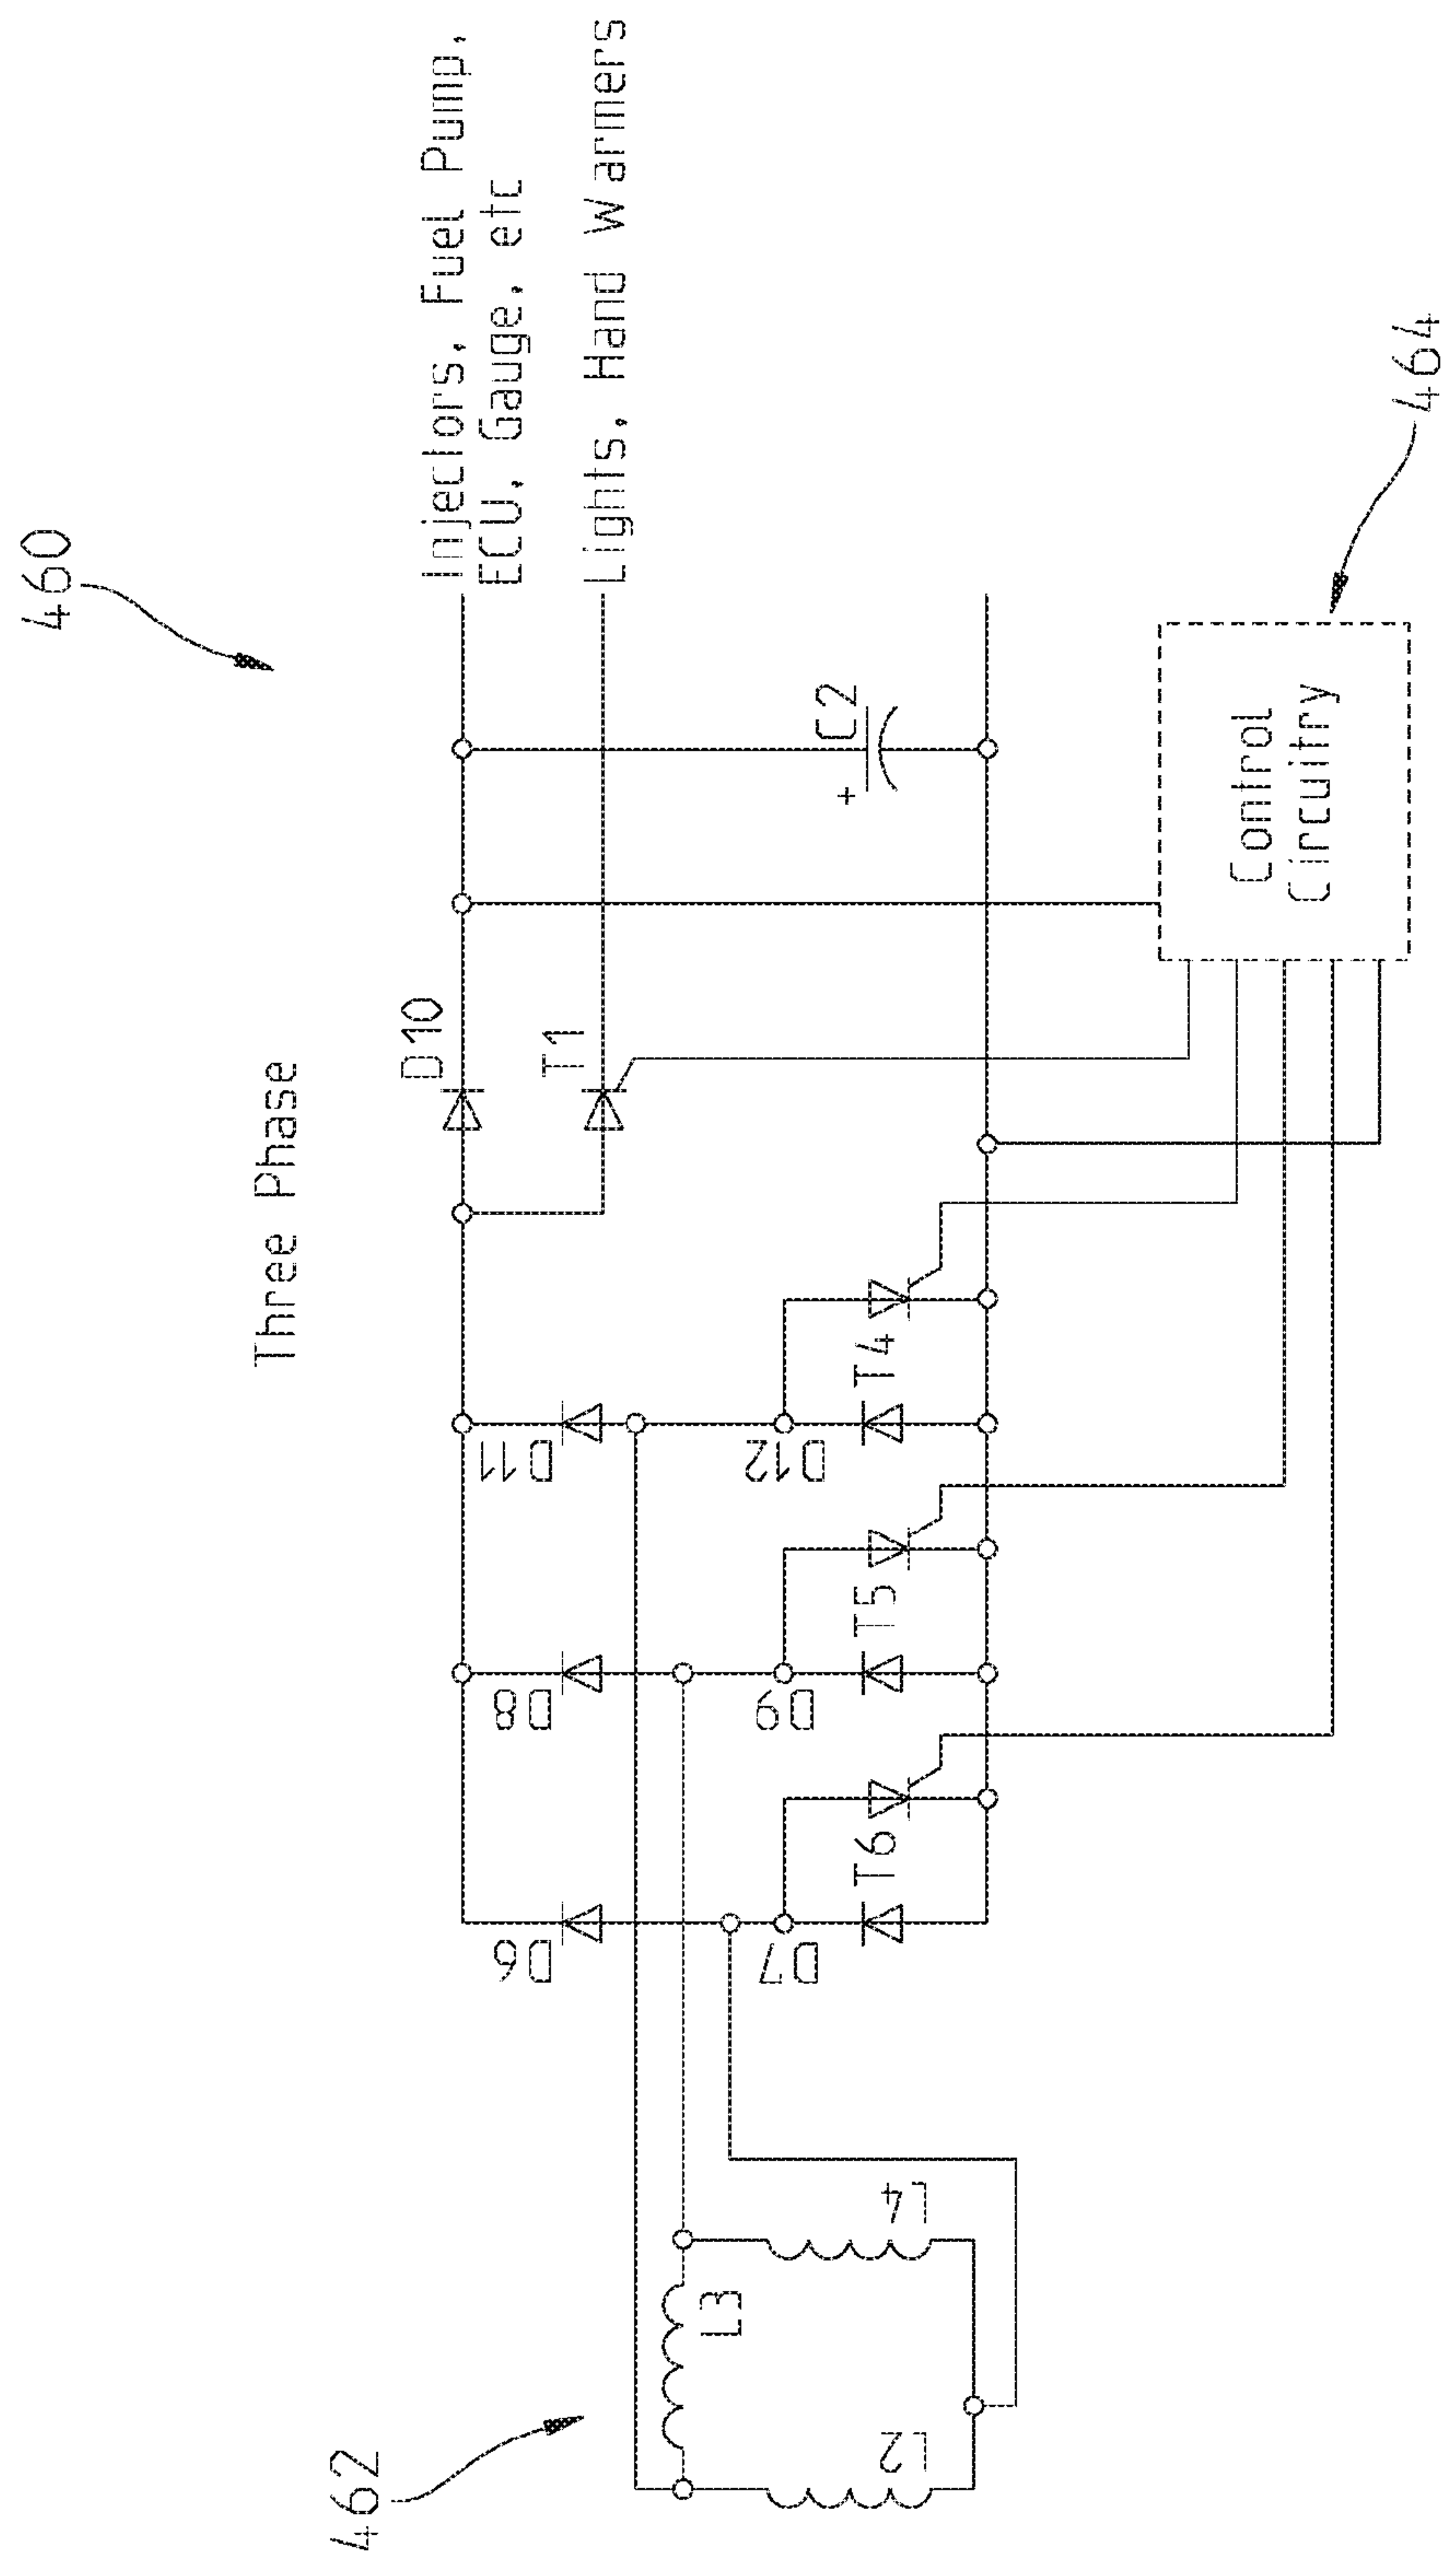 460
Three Phase
Injectors, Fuel Pump,
ECU, Gauge, etc
Lights, Hand Warmers
D10
T1
D6
D8
D11
D7
D9
D12
T6
T5
T4
C2
+
462
L3
L2
L4
Control
Circuitry
464